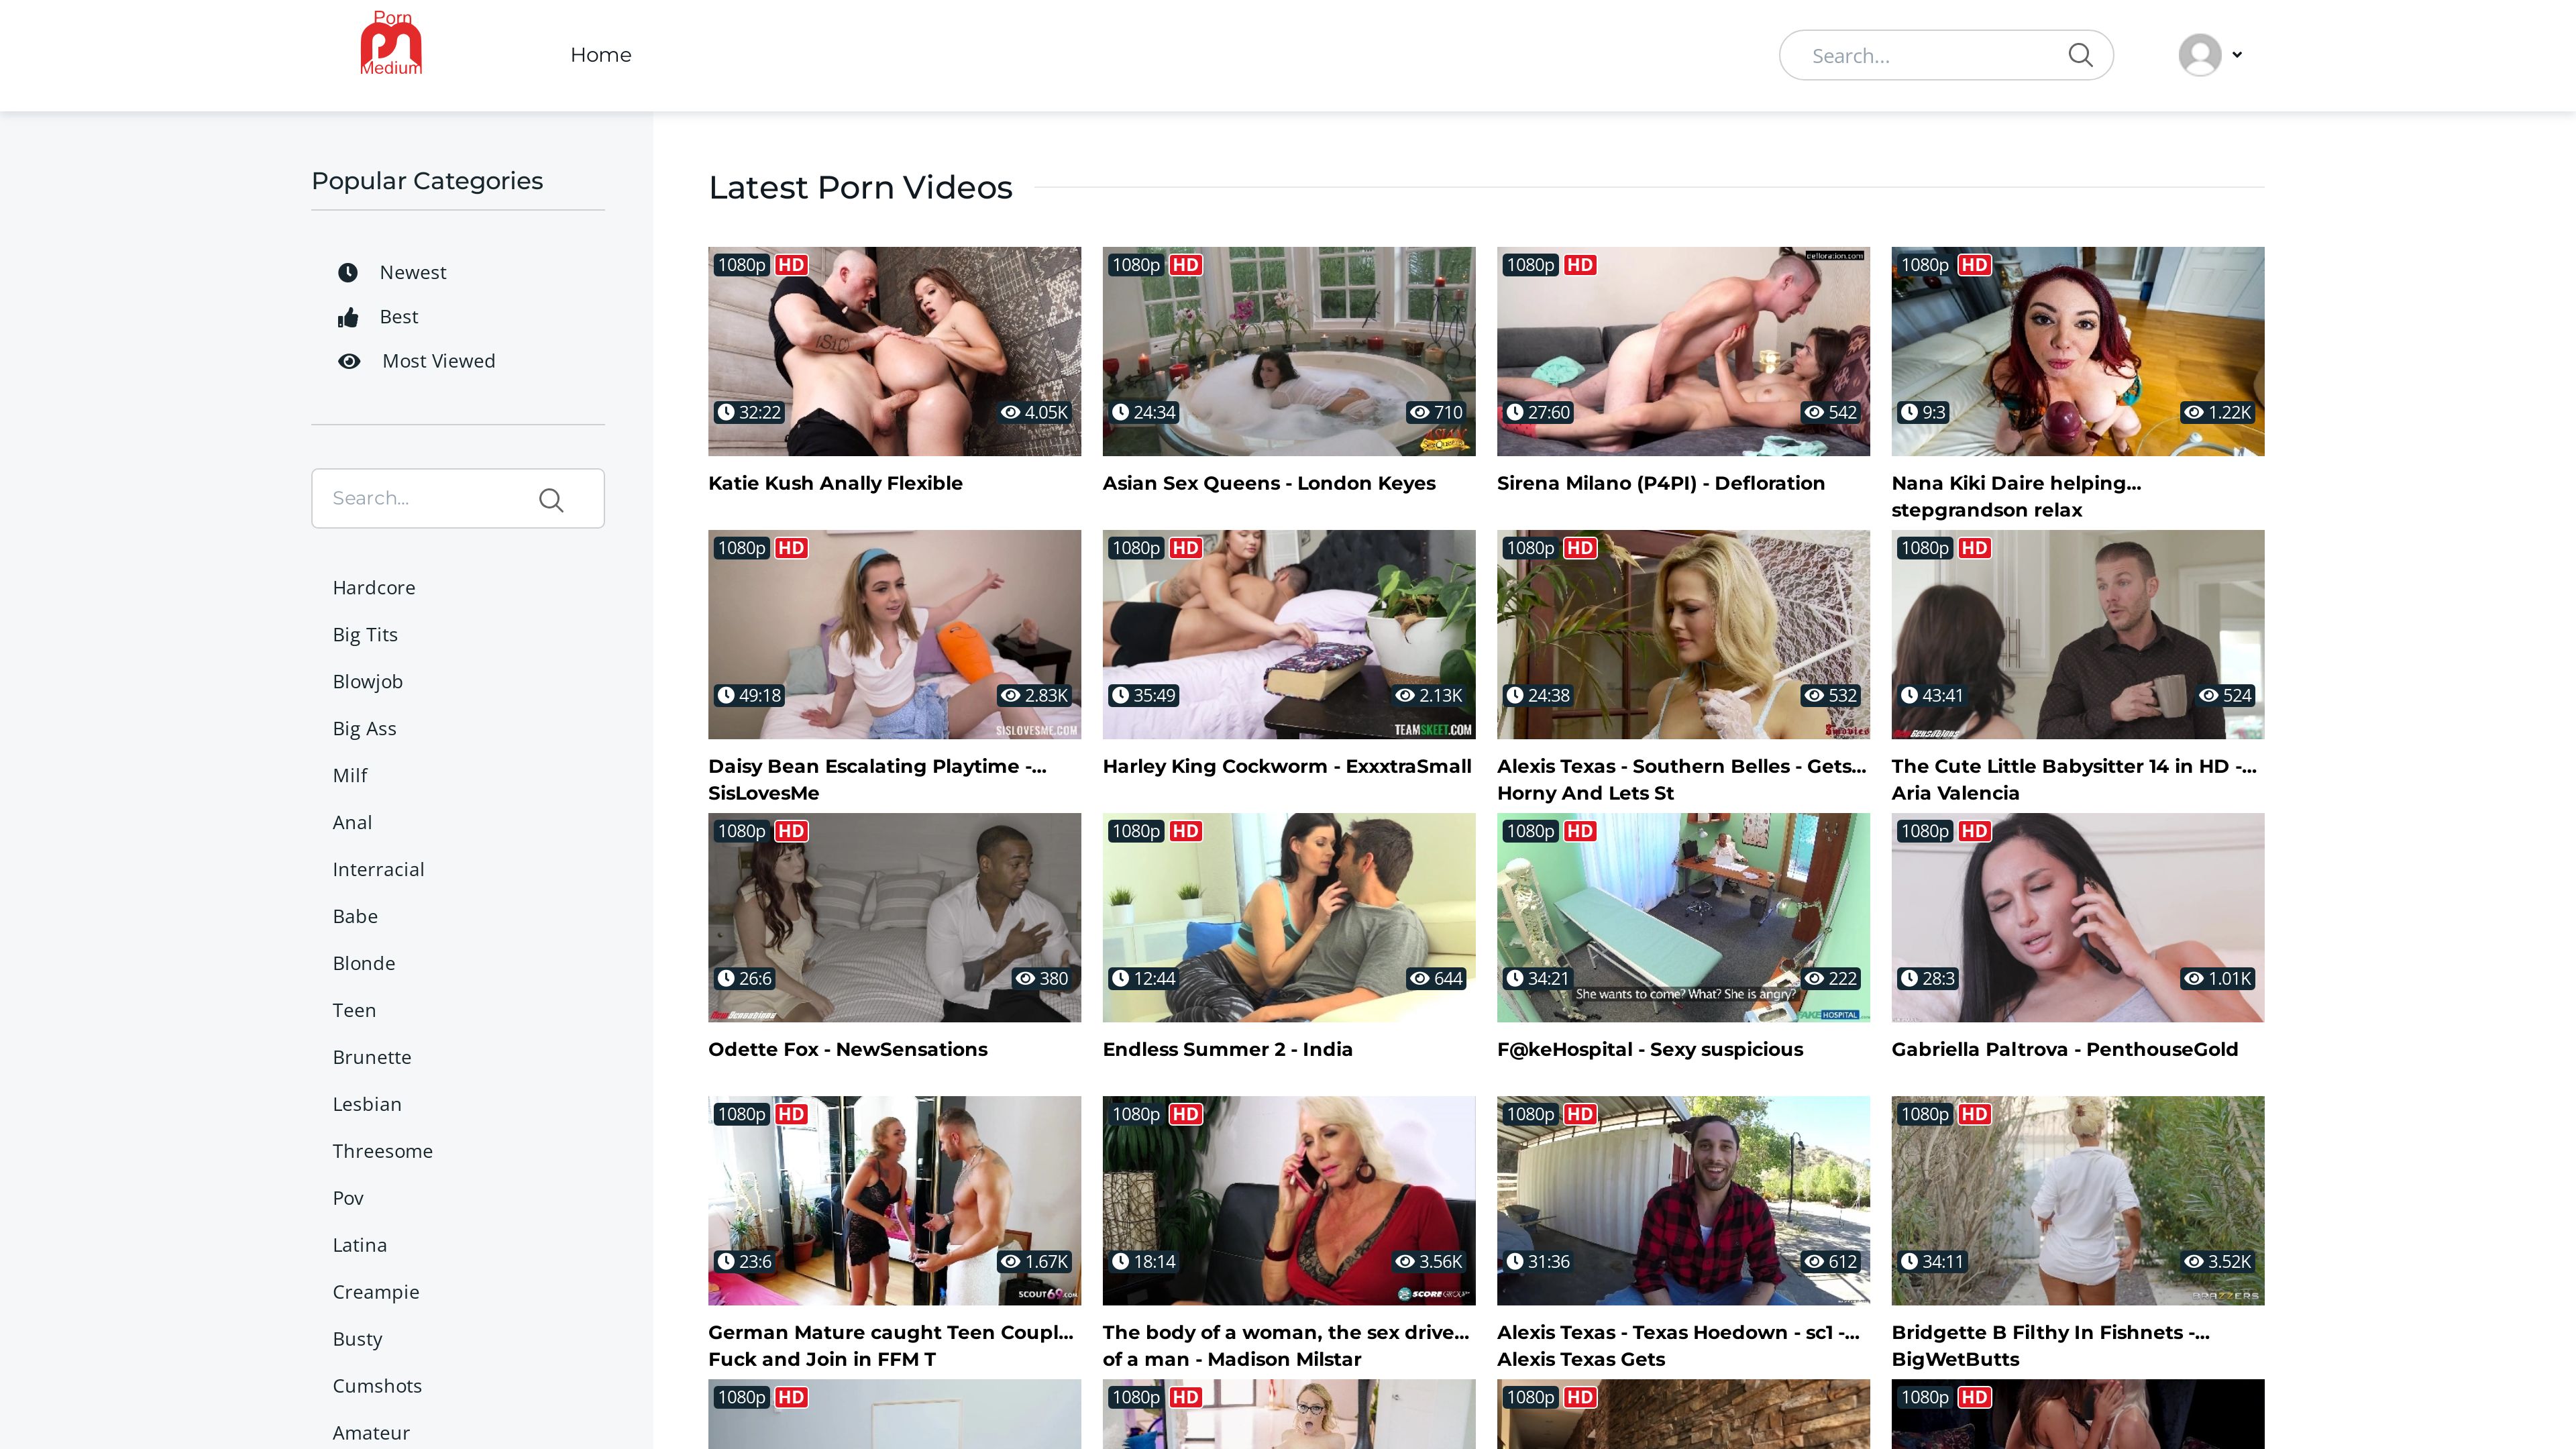 Porn
Medium
Home
Search...
Popular Categories
Newest
Best
Most Viewed
Search...
Hardcore
Big Tits
Blowjob
Big Ass
Milf
Anal
Interracial
Babe
Blonde
Teen
Brunette
Lesbian
Threesome
Pov
Latina
Creampie
Busty
Cumshots
Amateur
Latest Porn Videos
1080p HD
defloration.com
32:22 4.05K
Katie Kush Anally Flexible
1080p HD
24:34 710
Asian Sex Queens - London Keyes
1080p HD
27:60 542
Sirena Milano (P4PI) - Defloration
1080p HD
9:3 1.22K
Nana Kiki Daire helping...
stepgrandson relax
1080p HD
49:18 2.83K
SISLOVESME.COM
Daisy Bean Escalating Playtime -...
SisLovesMe
1080p HD
35:49 2.13K
TEAMSKEET.COM
Harley King Cockworm - ExxxtraSmall
1080p HD
24:38 532
Alexis Texas - Southern Belles - Gets...
Horny And Lets St
1080p HD
43:41 524
The Cute Little Babysitter 14 in HD -...
Aria Valencia
1080p HD
26:6 380
Odette Fox - NewSensations
1080p HD
12:44 644
Endless Summer 2 - India
1080p HD
34:21 222
She wants to come? What? She is angry?
FAKE HOSPITAL
F@keHospital - Sexy suspicious
1080p HD
28:3 1.01K
Gabriella Paltrova - PenthouseGold
1080p HD
23:6 1.67K
SCOUT69.COM
German Mature caught Teen Coupl...
Fuck and Join in FFM T
1080p HD
18:14 3.56K
SCOREGROUP
The body of a woman, the sex drive...
of a man - Madison Milstar
1080p HD
31:36 612
Alexis Texas - Texas Hoedown - sc1 -...
Alexis Texas Gets
1080p HD
34:11 3.52K
BRAZZERS
Bridgette B Filthy In Fishnets -...
BigWetButts
1080p HD
1080p HD
1080p HD
1080p HD